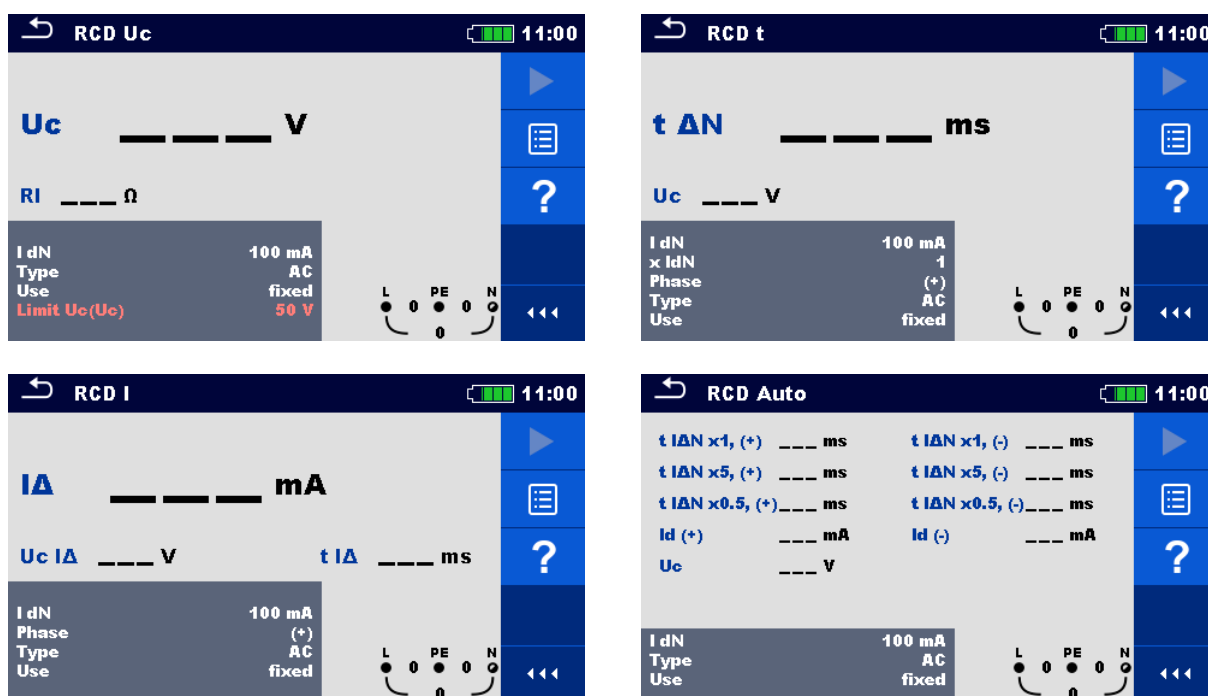 RCD Uc 11:00
Uc ___ V
RI ___ Ω
?
I dN 100 mA
Type AC
Use fixed
Limit Uc(Uc) 50 V
L PE N
0 0
0
RCD t 11:00
t ΔN ___ ms
Uc ___ V
?
I dN 100 mA
x IdN 1
Phase (+)
Type AC
Use fixed
L PE N
0 0
0
RCD I 11:00
IΔ ___ mA
Uc IΔ ___ V t IΔ ___ ms
?
I dN 100 mA
Phase (+)
Type AC
Use fixed
L PE N
0 0
0
RCD Auto 11:00
t IΔN x1, (+) ___ ms t IΔN x1, (-) ___ ms
t IΔN x5, (+) ___ ms t IΔN x5, (-) ___ ms
t IΔN x0.5, (+)___ ms t IΔN x0.5, (-)___ ms
Id (+) ___ mA Id (-) ___ mA
Uc ___ V
?
I dN 100 mA
Type AC
Use fixed
L PE N
0 0
0